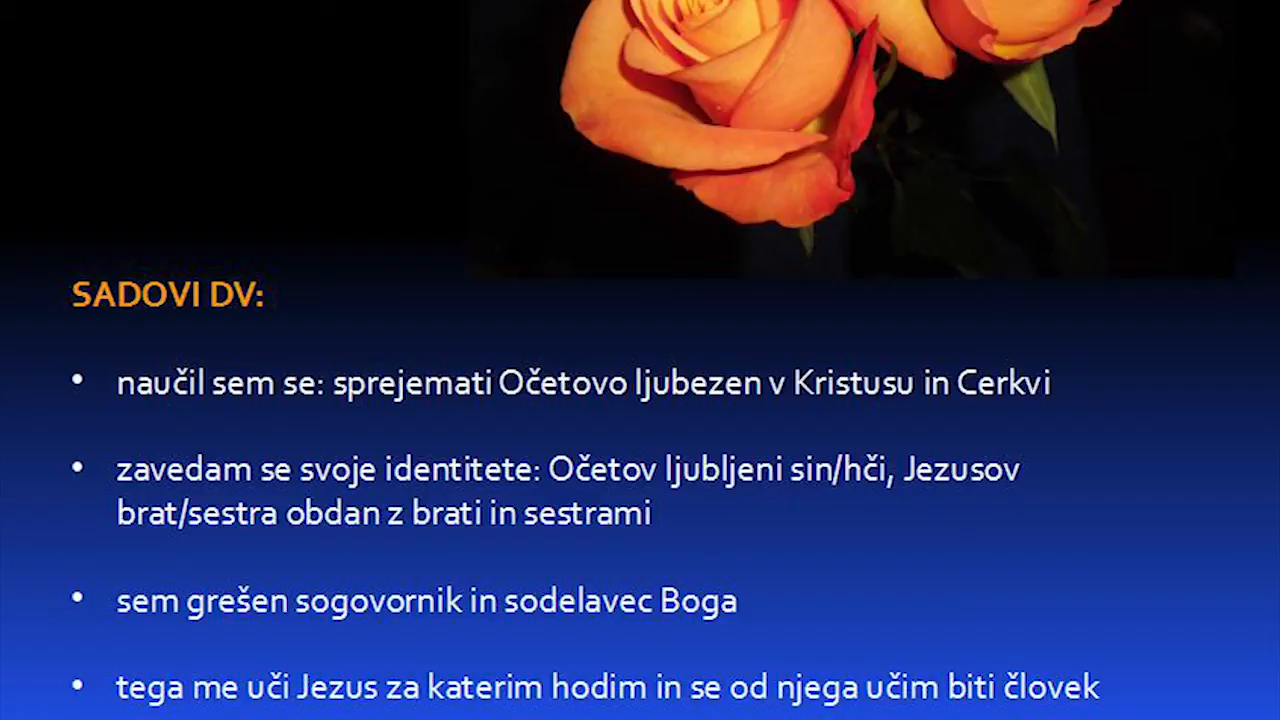 SADOVI DV:
• naučil sem se: sprejemati Očetovo ljubezen v Kristusu in Cerkvi
• zavedam se svoje identitete: Očetov ljubljeni sin/hči, Jezusov
brat/sestra obdan z brati in sestrami
• sem grešen sogovornik in sodelavec Boga
• tega me uči Jezus za katerim hodim in se od njega učim biti človek